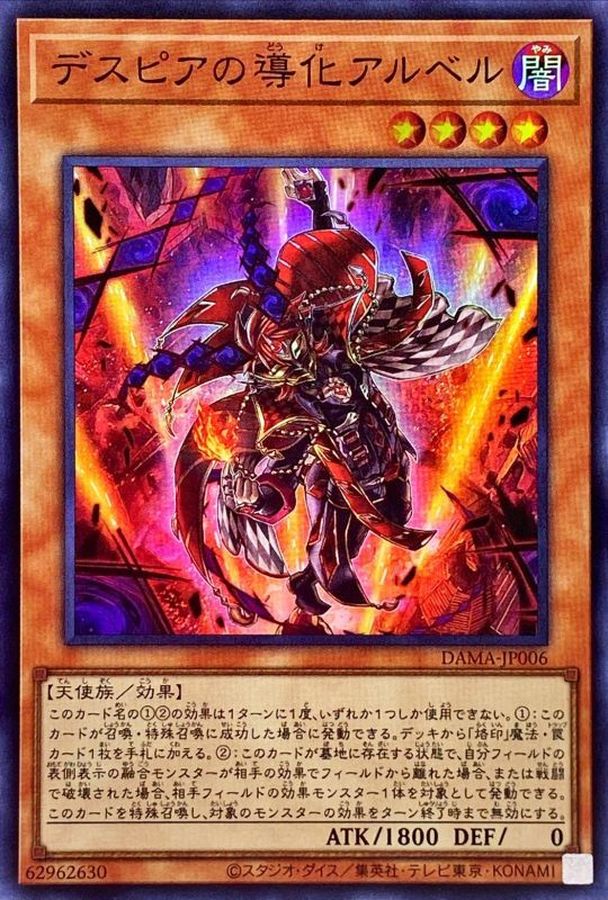 デスピアの導化アルベル
闇
DAMA-JP006
【天使族／効果】
このカード名の①②の効果は１ターンに１度、いずれか１つしか使用できない。①：この
カードが召喚・特殊召喚に成功した場合に発動できる。デッキから「烙印」魔法・罠
カード１枚を手札に加える。②：このカードが墓地に存在する状態で、自分フィールドの
表側表示の融合モンスターが相手の効果でフィールドから離れた場合、または戦闘
で破壊された場合、相手フィールドの効果モンスター１体を対象として発動できる。
このカードを特殊召喚し、対象のモンスターの効果をターン終了時まで無効にする。
ATK/1800 DEF/ 0
62962630 ©スタジオ・ダイス／集英社・テレビ東京・KONAMI